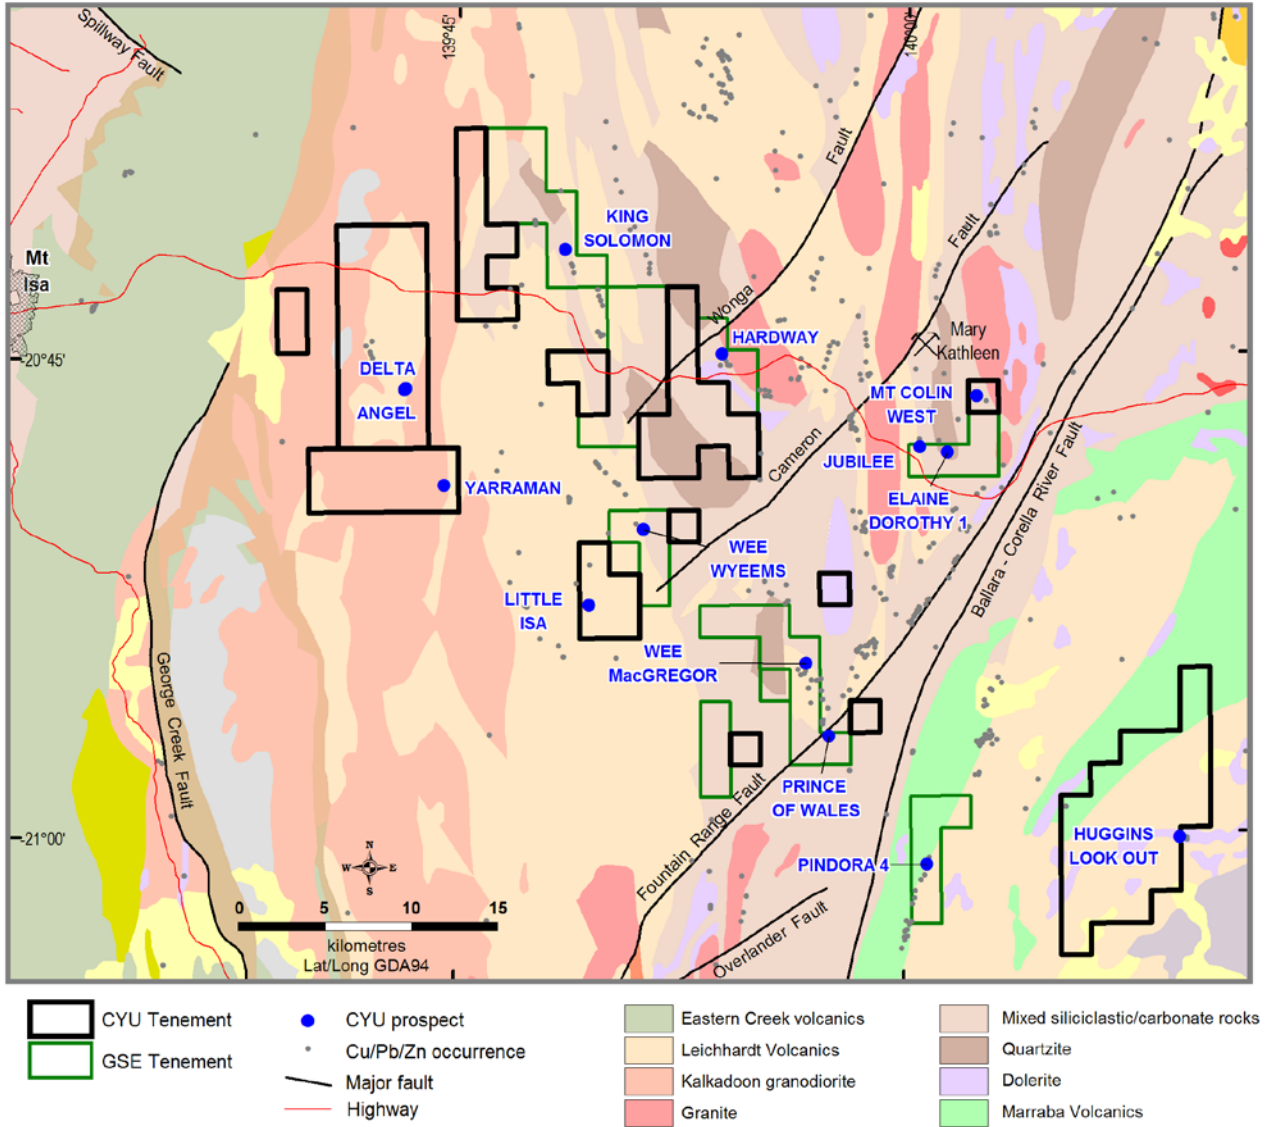 Spillway Fault
139°45'
140°00'
Mt
Isa
KING
SOLOMON
Fault
Fault
Wonga
HARDWAY
Mary
Kathleen
-20°45'
DELTA
ANGEL
MT COLIN
WEST
Cameron
JUBILEE
YARRAMAN
ELAINE
DOROTHY 1
Ballara - Corella River Fault
WEE
WYEEMS
LITTLE
ISA
WEE
MacGREGOR
George Creek Fault
PRINCE
OF WALES
Fountain Range Fault
-21°00'
HUGGINS
LOOK OUT
PINDORA 4
N
W E
S
0 5 10 15
kilometres
Lat/Long GDA94
Overlander Fault
CYU Tenement
GSE Tenement
CYU prospect
Cu/Pb/Zn occurrence
Major fault
Highway
Eastern Creek volcanics
Leichhardt Volcanics
Kalkadoon granodiorite
Granite
Mixed siliciclastic/carbonate rocks
Quartzite
Dolerite
Marraba Volcanics